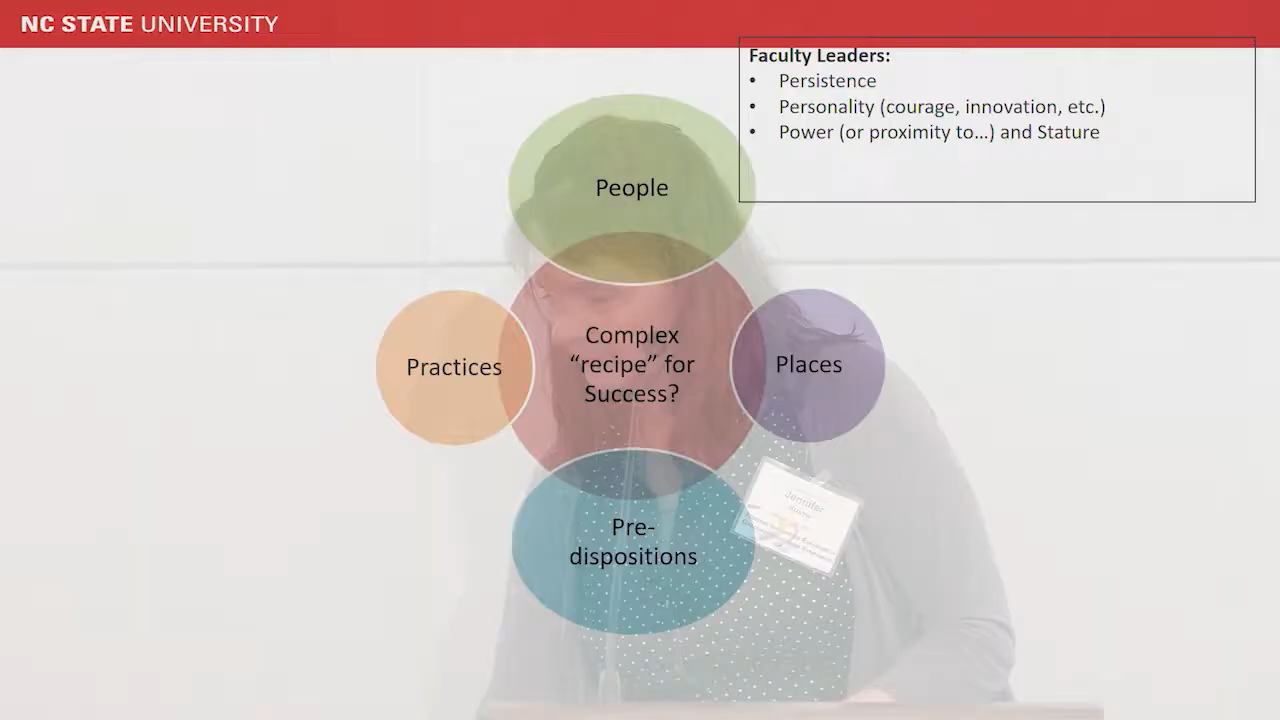 NC STATE UNIVERSITY
Faculty Leaders:
• Persistence
• Personality (courage, innovation, etc.)
• Power (or proximity to...) and Stature
People
Complex
“recipe” for
Success?
Practices
Places
Pre-
dispositions
Jennifer